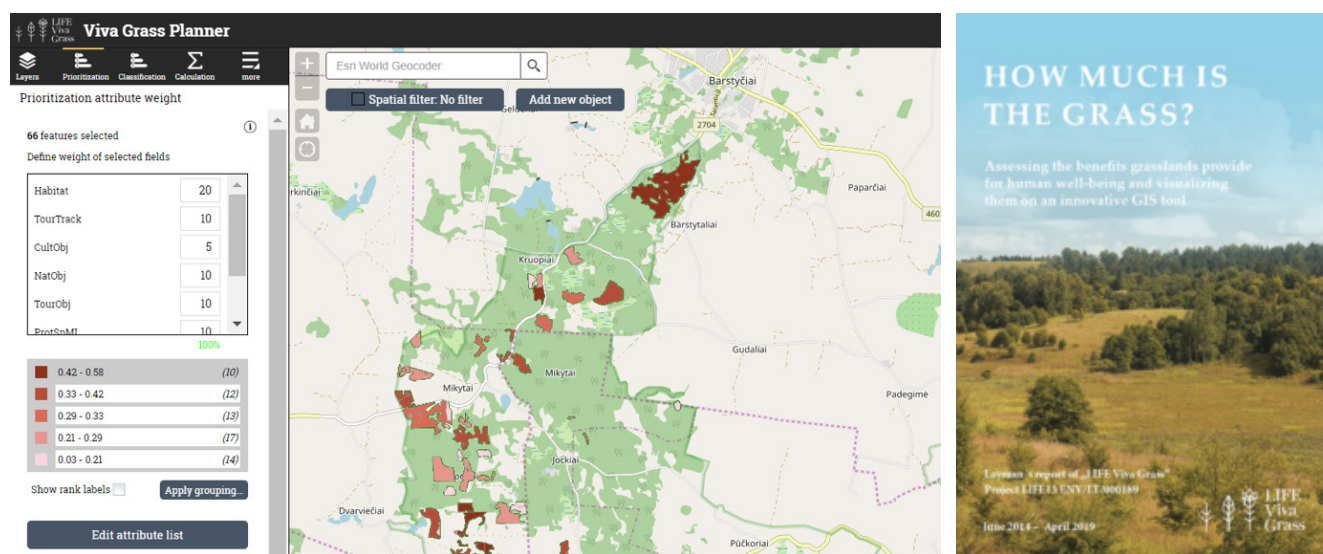 LIFE
Viva
Grass
Viva Grass Planner
Layers
Prioritization
Classification
Calculation
more
Prioritization attribute weight
66 features selected
Define weight of selected fields
Habitat 20
TourTrack 10
CultObj 5
NatObj 10
TourObj 10
ProtSpMI 10
100%
0.42 - 0.58 (10)
0.33 - 0.42 (12)
0.29 - 0.33 (13)
0.21 - 0.29 (17)
0.03 - 0.21 (14)
Show rank labels
Apply grouping...
Edit attribute list
Esri World Geocoder
Spatial filter: No filter
Add new object
Barstyčiai
2704
Paparčiai
4602
rkinčiai
Barstytaliai
Kruopiai
Gudaliai
Mikytai
Mikytai
Padegimė
Jockiai
Dvarviečiai
Pūčkoriai
HOW MUCH IS
THE GRASS?
Assessing the benefits grasslands provide
for human well-being and visualizing
them on an innovative GIS tool
Layman´s report of „LIFE Viva Grass"
Project LIFE13 ENV/LT/000189
June 2014 – April 2019
LIFE
Viva
Grass